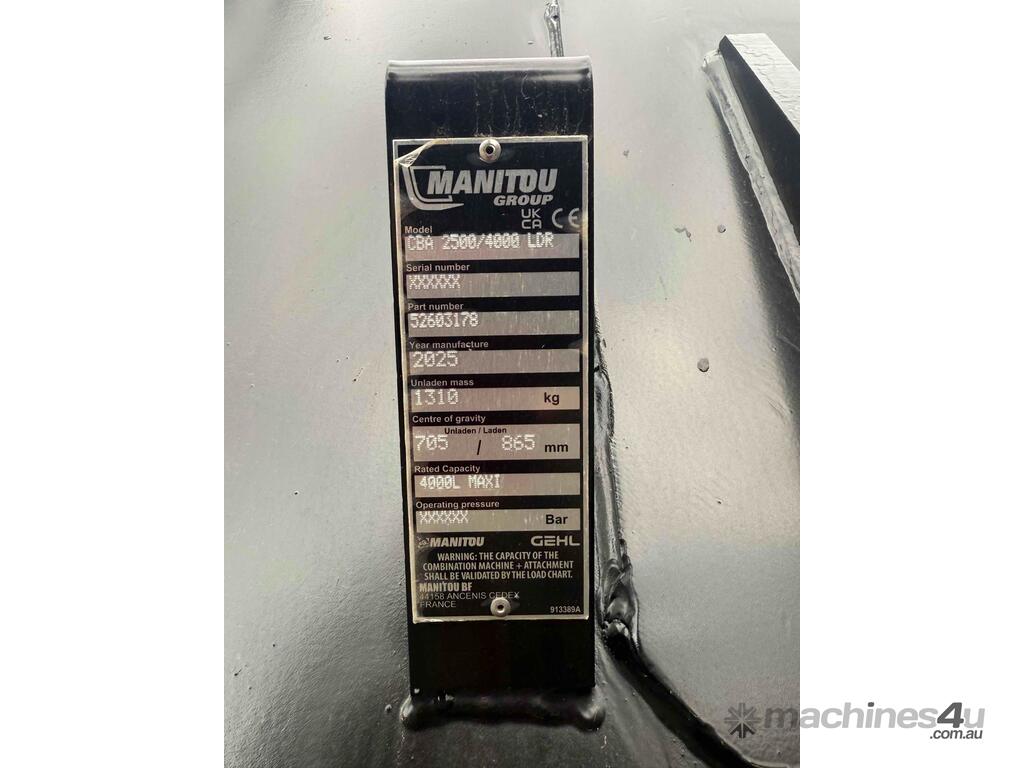 MANITOU
GROUP
UK
CA CE
Model
CBA 2500/4000 LDR
Serial number
XXXXXX
Part number
52603178
Year manufacture
2025
Unladen mass
1310 kg
Centre of gravity
Unladen / Laden
705 / 865 mm
Rated Capacity
4000L MAXI
Operating pressure
XXXXXX Bar
MANITOU GEHL
WARNING: THE CAPACITY OF THE
COMBINATION MACHINE + ATTACHMENT
SHALL BE VALIDATED BY THE LOAD CHART.
MANITOU BF
44158 ANCENIS CEDEX
FRANCE 913389A
machines4u
.com.au